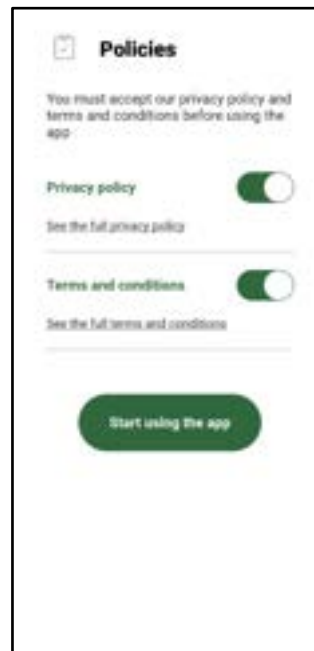 Policies
You must accept our privacy policy and
terms and conditions before using the
app
Privacy policy
See the full privacy policy
Terms and conditions
See the full terms and conditions
Start using the app